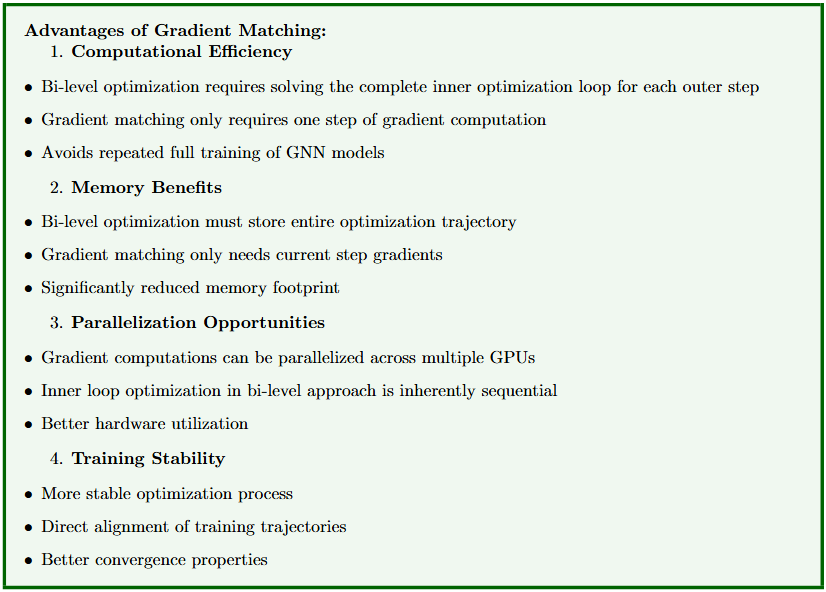 Advantages of Gradient Matching:
1. Computational Efficiency
• Bi-level optimization requires solving the complete inner optimization loop for each outer step
• Gradient matching only requires one step of gradient computation
• Avoids repeated full training of GNN models
2. Memory Benefits
• Bi-level optimization must store entire optimization trajectory
• Gradient matching only needs current step gradients
• Significantly reduced memory footprint
3. Parallelization Opportunities
• Gradient computations can be parallelized across multiple GPUs
• Inner loop optimization in bi-level approach is inherently sequential
• Better hardware utilization
4. Training Stability
• More stable optimization process
• Direct alignment of training trajectories
• Better convergence properties